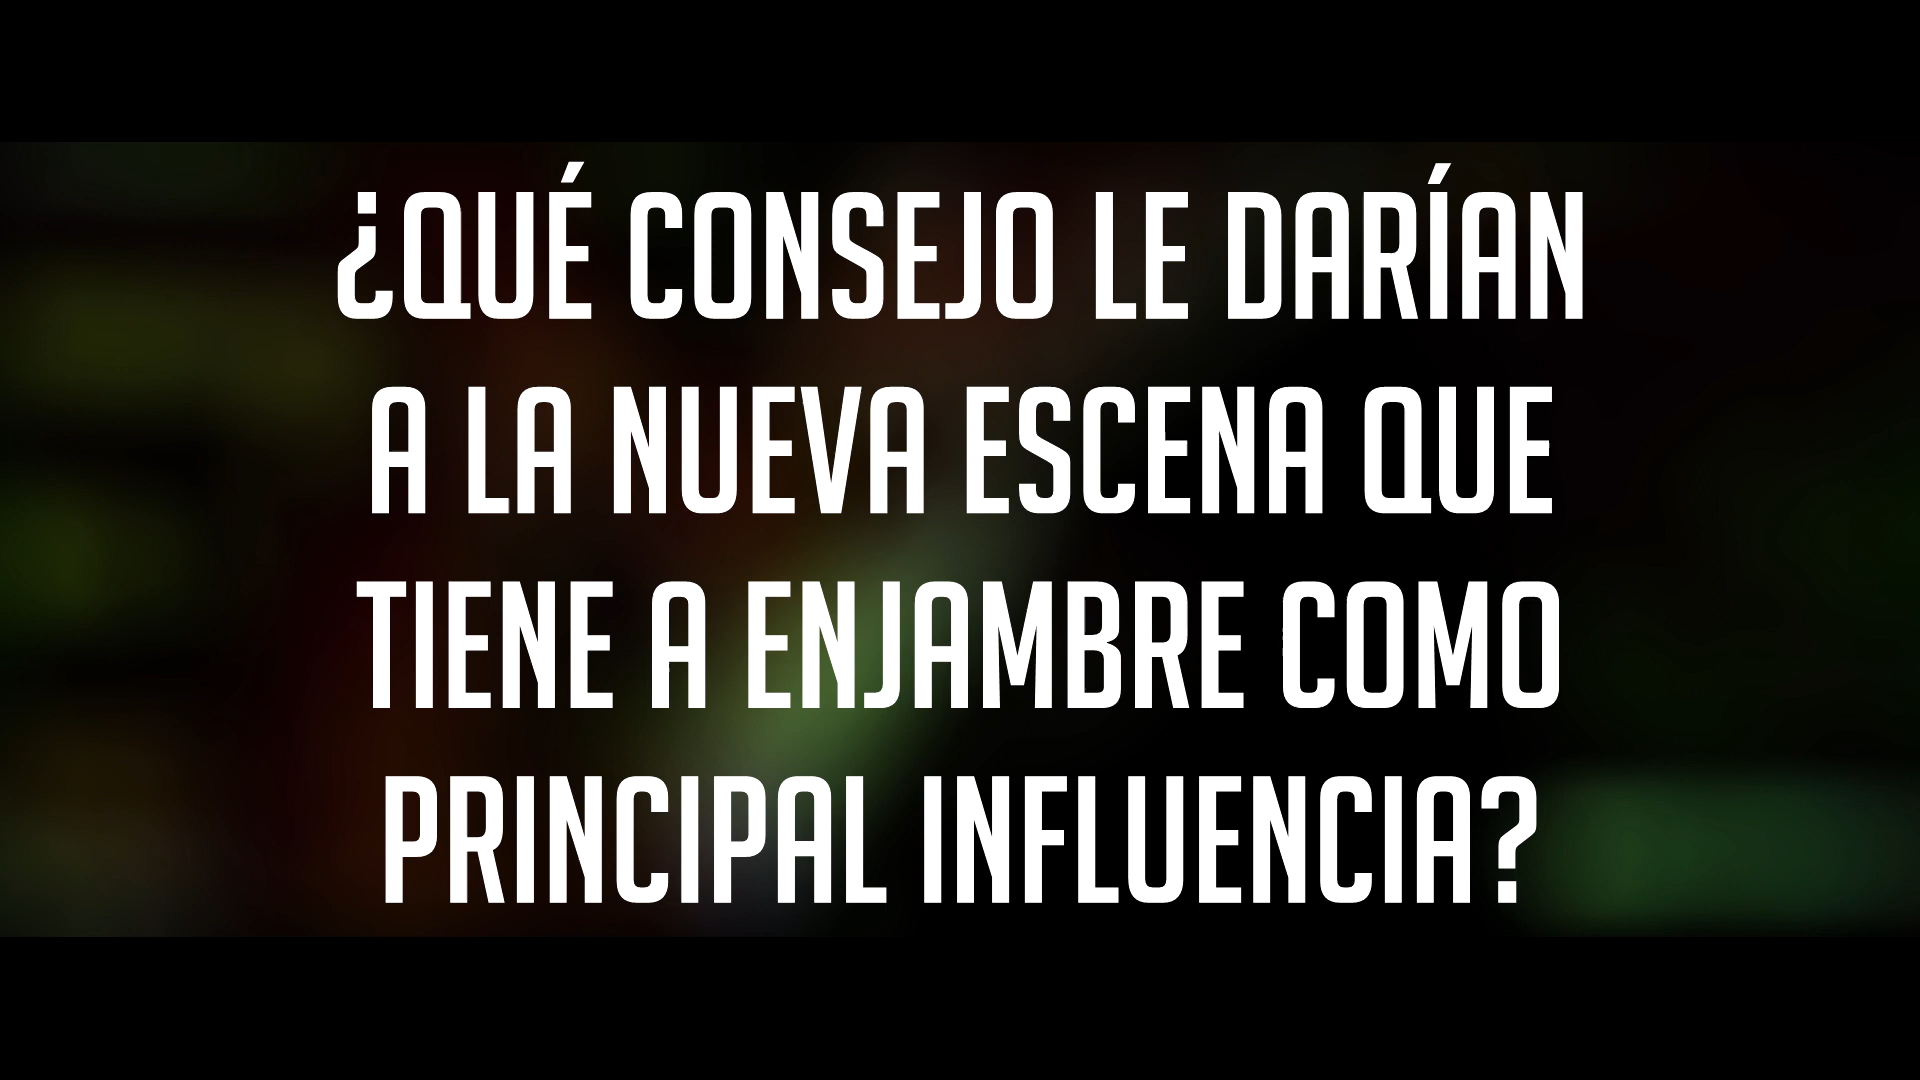 ¿QUÉ CONSEJO LE DARÍAN
A LA NUEVA ESCENA QUE
TIENE A ENJAMBRE COMO
PRINCIPAL INFLUENCIA?